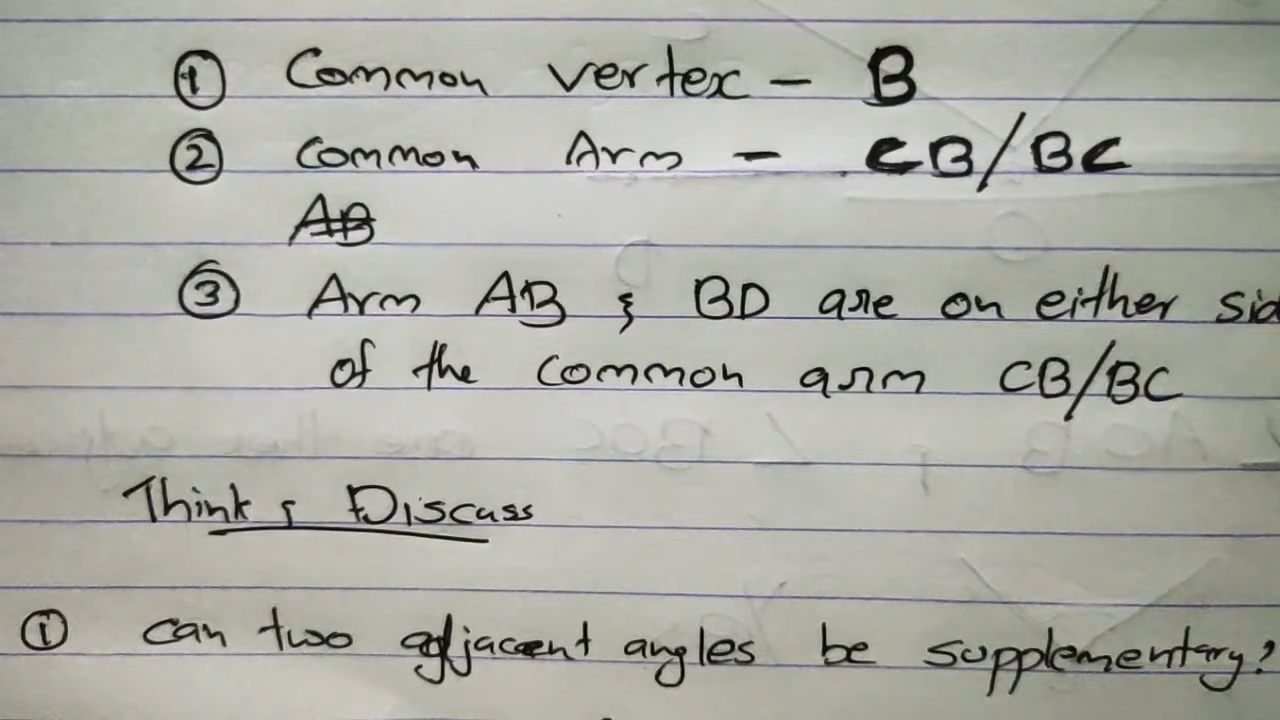 ① Common vertex - B
② Common Arm - CB/BC
AB
③ Arm AB & BD are on either sid
of the common arm CB/BC
Think & Discuss
① can two adjacent angles be supplementary?